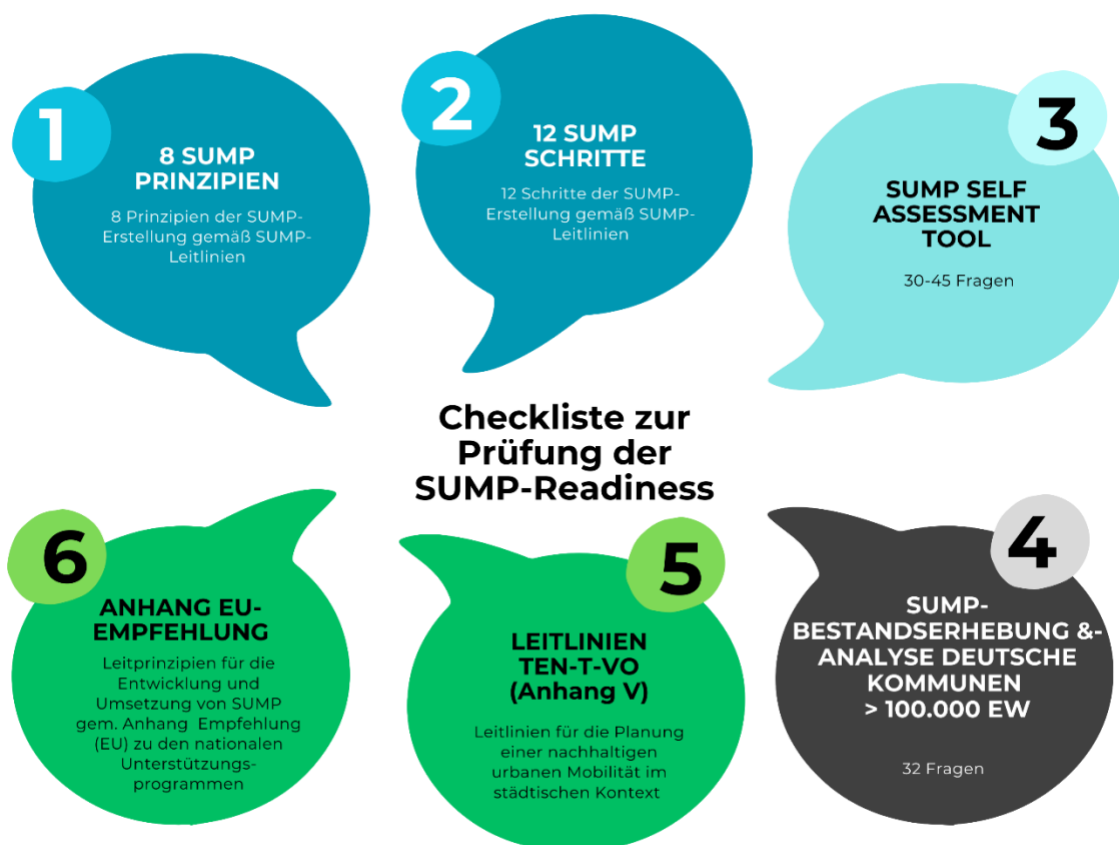 1
8 SUMP
PRINZIPIEN
8 Prinzipien der SUMP-
Erstellung gemäß SUMP-
Leitlinien
2
12 SUMP
SCHRITTE
12 Schritte der SUMP-
Erstellung gemäß SUMP-
Leitlinien
3
SUMP SELF
ASSESSMENT
TOOL
30-45 Fragen
Checkliste zur
Prüfung der
SUMP-Readiness
6
ANHANG EU-
EMPFEHLUNG
Leitprinzipien für die
Entwicklung und
Umsetzung von SUMP
gem. Anhang Empfehlung
(EU) zu den nationalen
Unterstützungs-
programmen
5
LEITLINIEN
TEN-T-VO
(Anhang V)
Leitlinien für die Planung
einer nachhaltigen
urbanen Mobilität im
städtischen Kontext
4
SUMP-
BESTANDSERHEBUNG &-
ANALYSE DEUTSCHE
KOMMUNEN
> 100.000 EW
32 Fragen